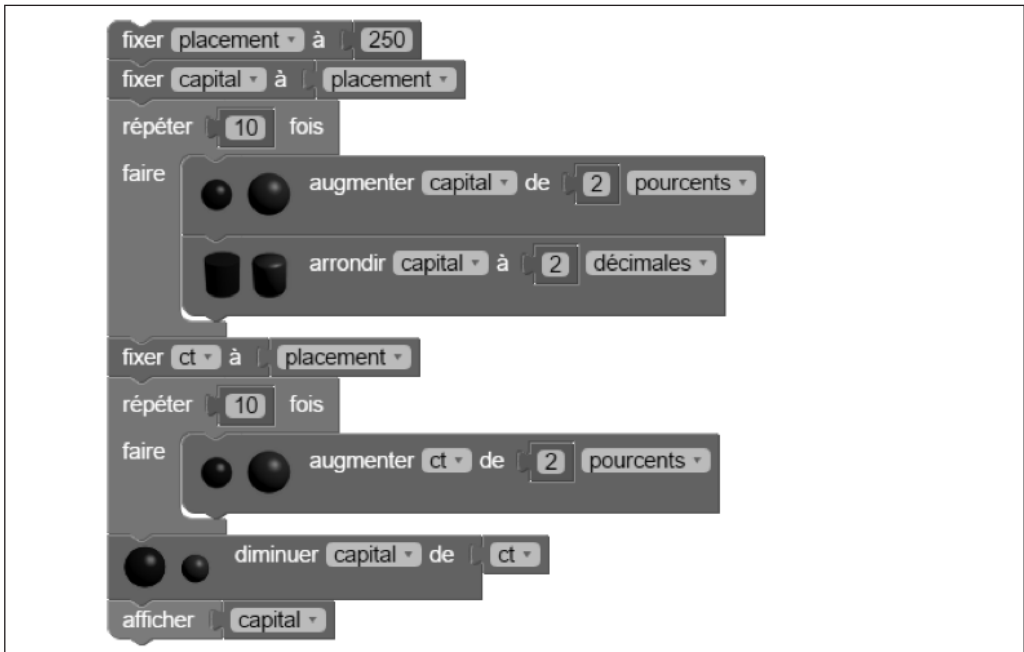 fixer placement à 250
fixer capital à placement
répéter 10 fois
faire
augmenter capital de 2 pourcents
arrondir capital à 2 décimales
fixer ct à placement
répéter 10 fois
faire
augmenter ct de 2 pourcents
diminuer capital de ct
afficher capital